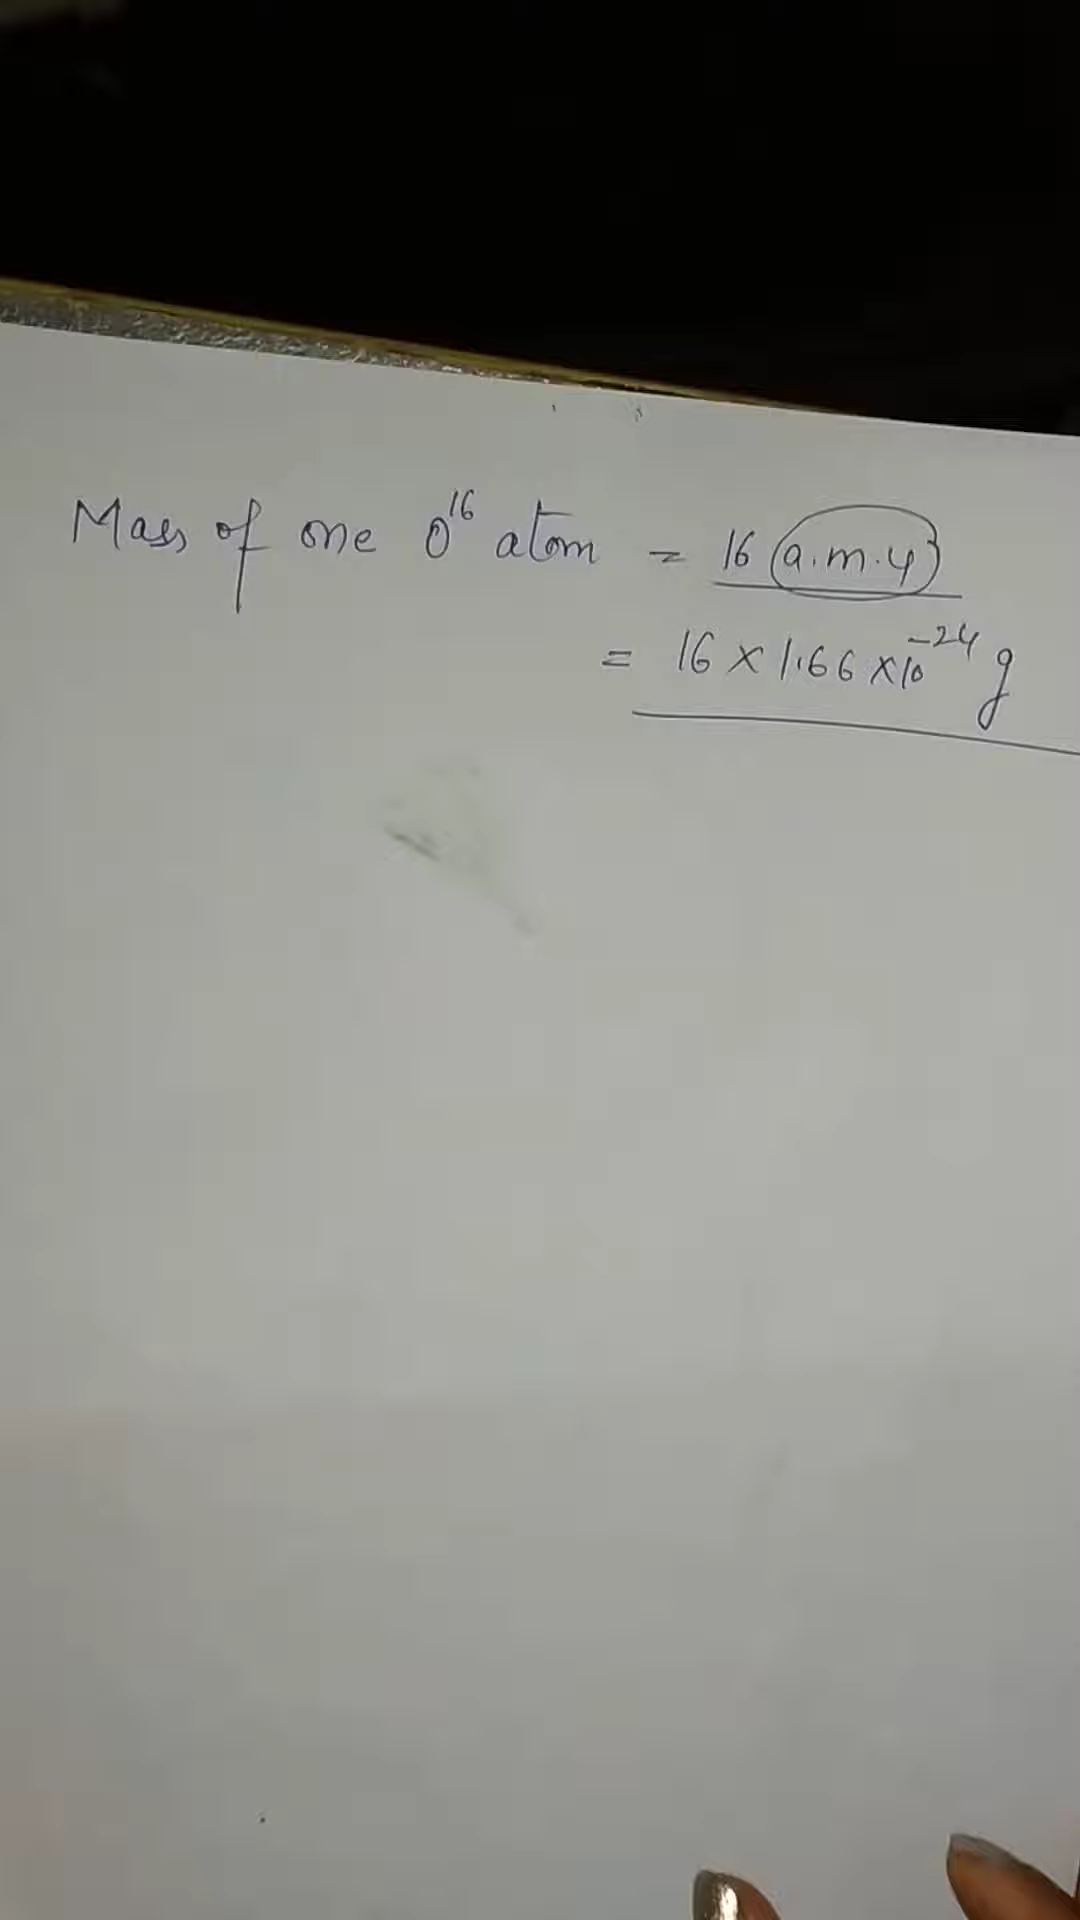 Mass of one O¹⁶ atom = 16 (a.m.u)
= 16 × 1.66 × 10⁻²⁴ g